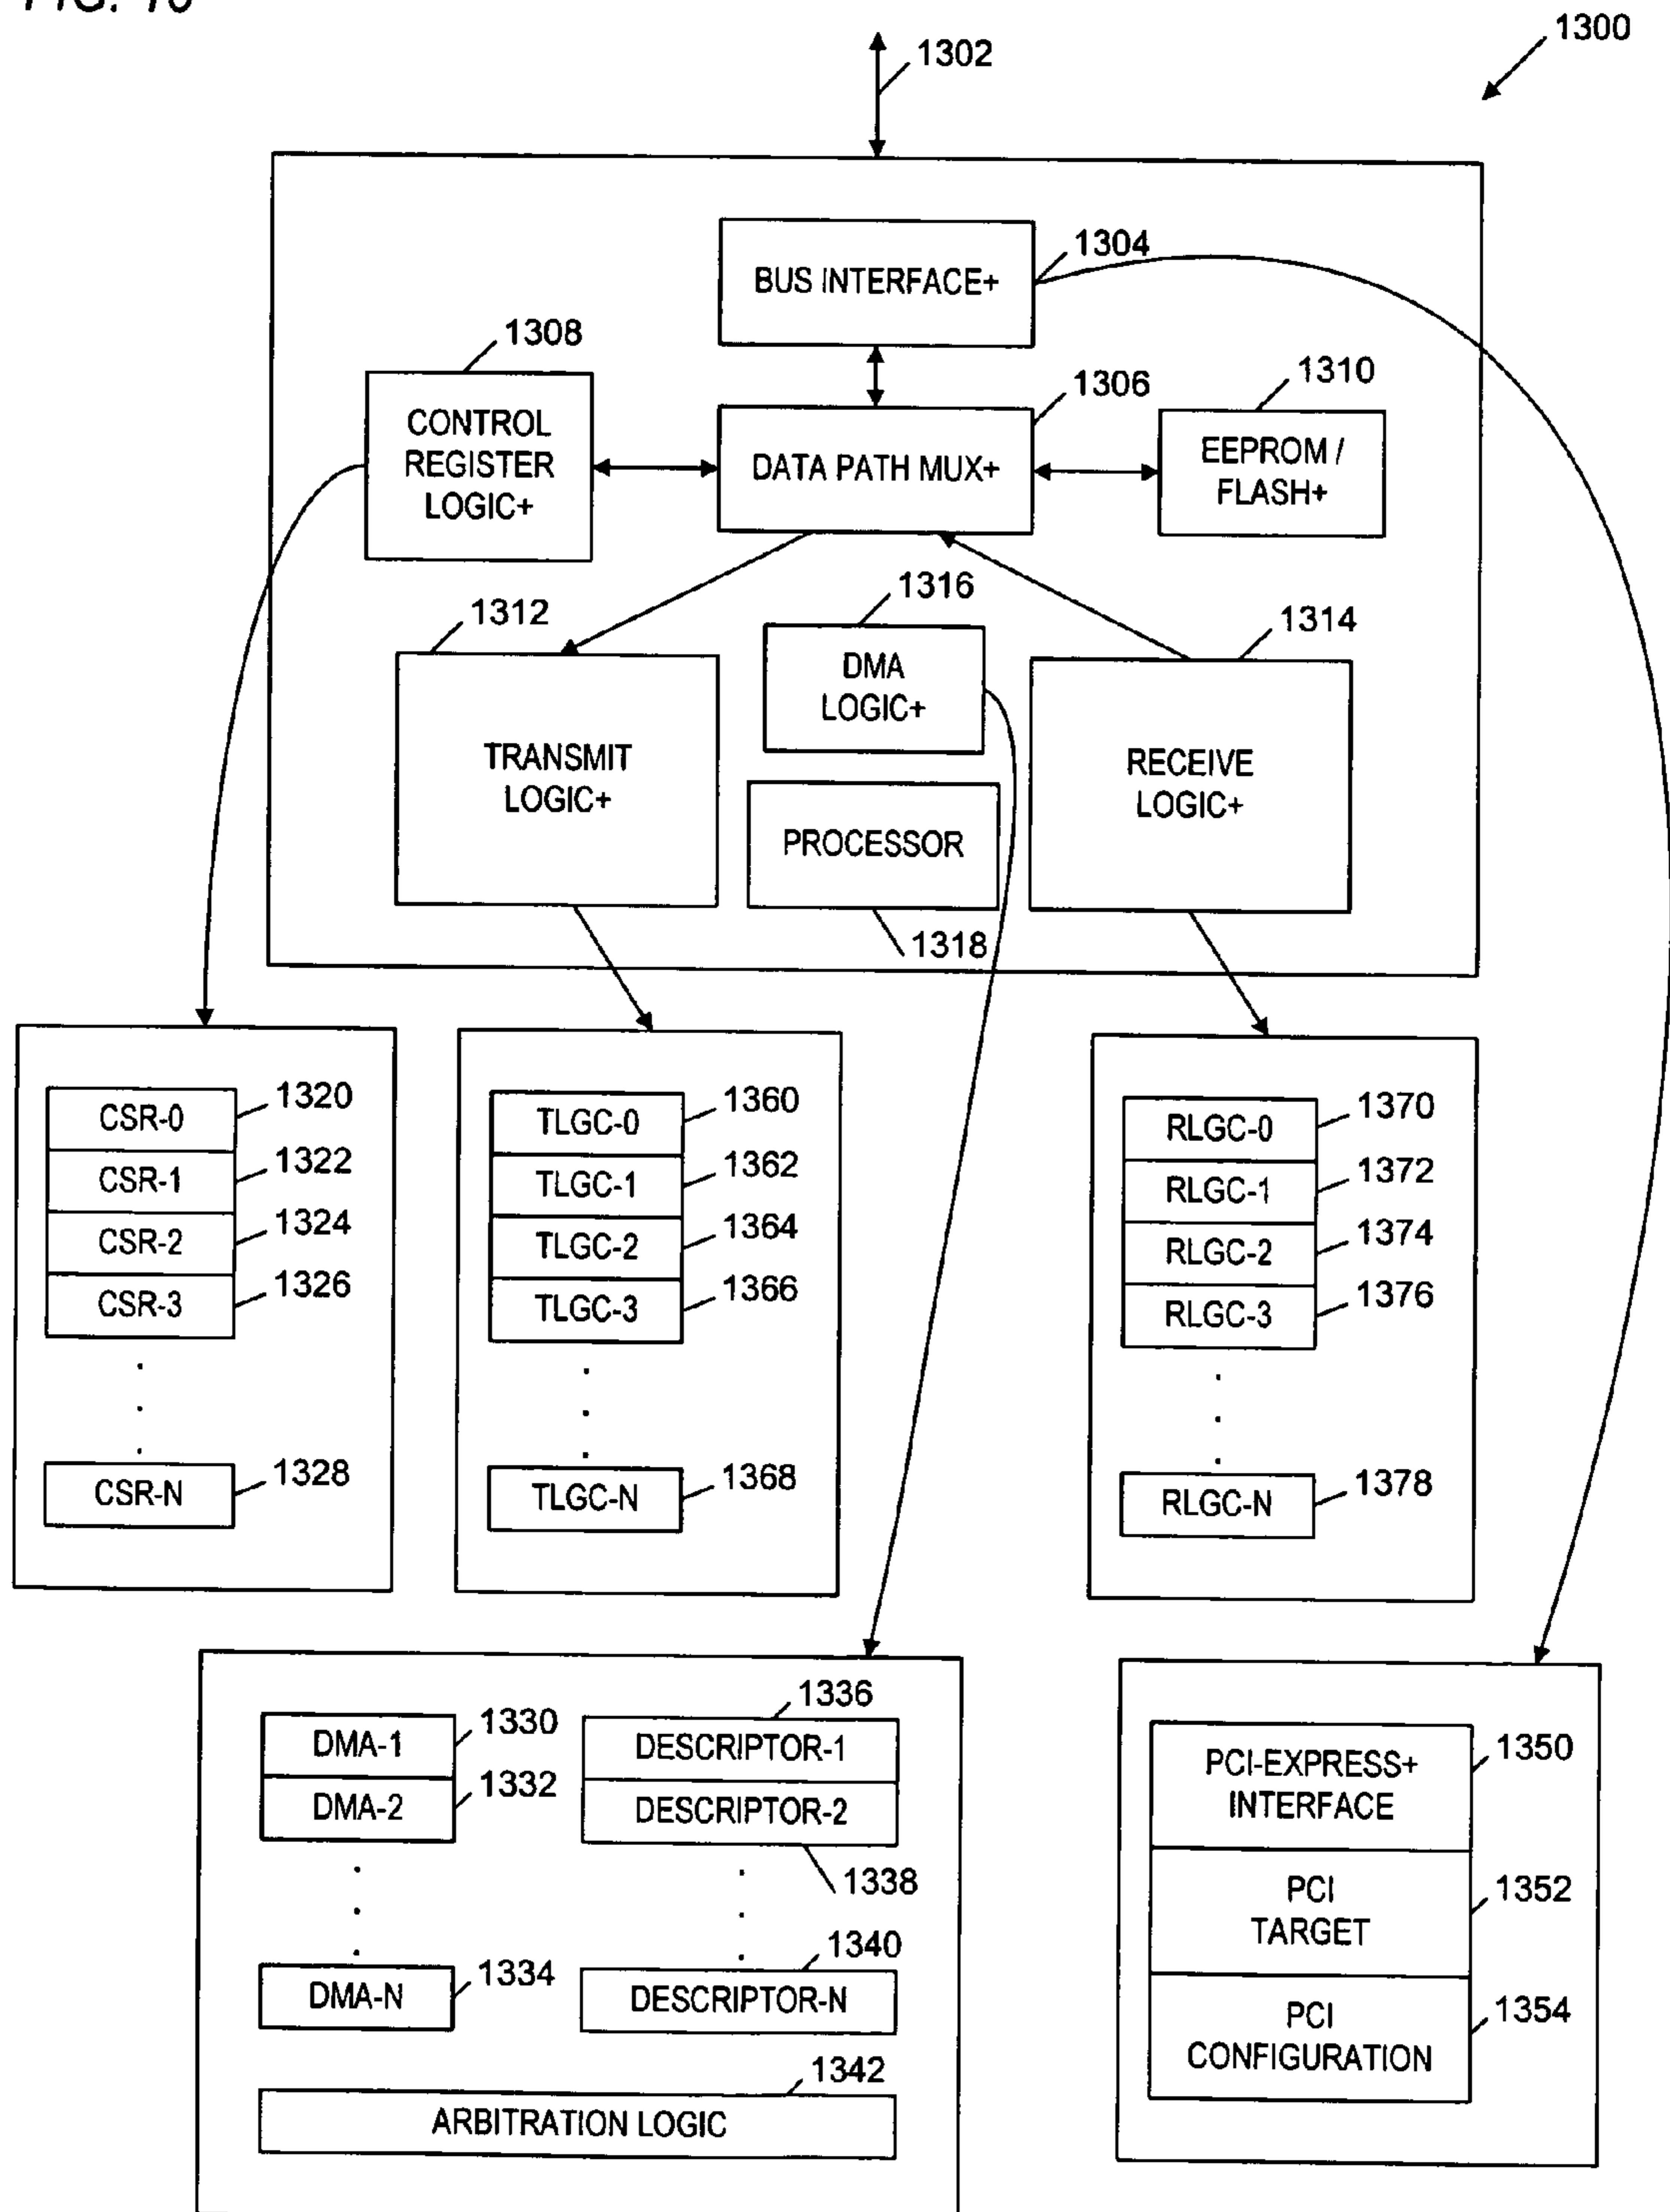 FIG.
1300
1302
BUS INTERFACE+
1304
1308
CONTROL
REGISTER
LOGIC+
DATA PATH MUX+
1306
1310
EEPROM /
FLASH+
1312
TRANSMIT
LOGIC+
1316
DMA
LOGIC+
PROCESSOR
1318
1314
RECEIVE
LOGIC+
CSR-0
1320
CSR-1
1322
CSR-2
1324
CSR-3
1326
CSR-N
1328
TLGC-0
1360
TLGC-1
1362
TLGC-2
1364
TLGC-3
1366
TLGC-N
1368
RLGC-0
1370
RLGC-1
1372
RLGC-2
1374
RLGC-3
1376
RLGC-N
1378
DMA-1
1330
DMA-2
1332
DMA-N
1334
1336
DESCRIPTOR-1
DESCRIPTOR-2
1338
1340
DESCRIPTOR-N
1342
ARBITRATION LOGIC
PCI-EXPRESS+
INTERFACE
1350
PCI
TARGET
1352
PCI
CONFIGURATION
1354